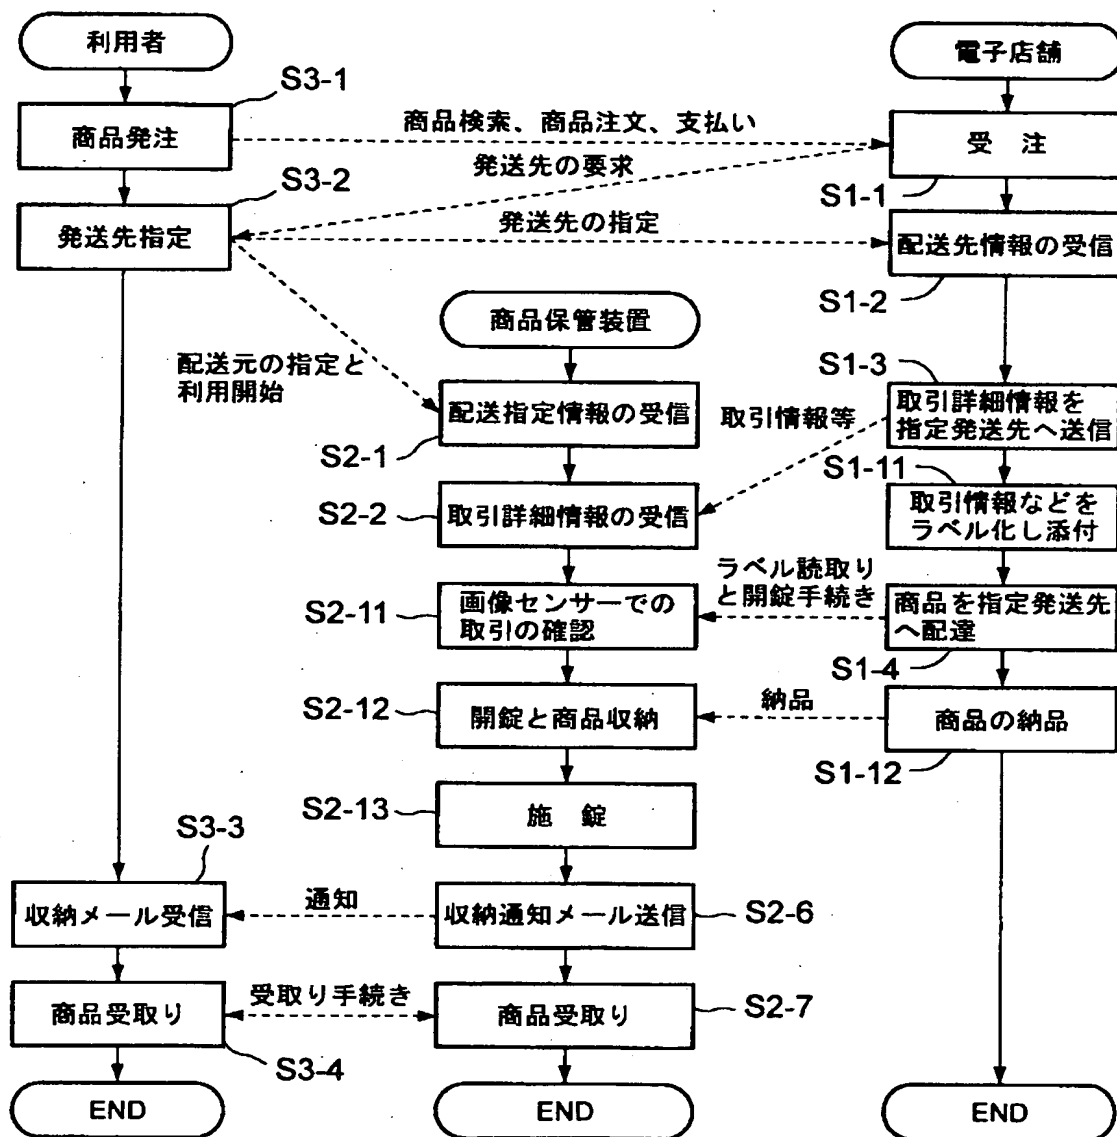 利用者
電子店舗
S3-1
商品発注
商品検索、商品注文、支払い
受 注
S3-2
発送先の要求
S1-1
発送先指定
発送先の指定
配送先情報の受信
S1-2
商品保管装置
配送元の指定と
利用開始
S1-3
配送指定情報の受信
取引情報等
取引詳細情報を
指定発送先へ送信
S2-1
S1-11
S2-2
取引詳細情報の受信
取引情報などを
ラベル化し添付
ラベル読取り
と開錠手続き
S2-11
画像センサーでの
取引の確認
商品を指定発送先
へ配達
S1-4
S2-12
開錠と商品収納
納品
商品の納品
S1-12
S2-13
施 錠
S3-3
収納メール受信
通知
収納通知メール送信
S2-6
商品受取り
受取り手続き
商品受取り
S2-7
S3-4
END
END
END